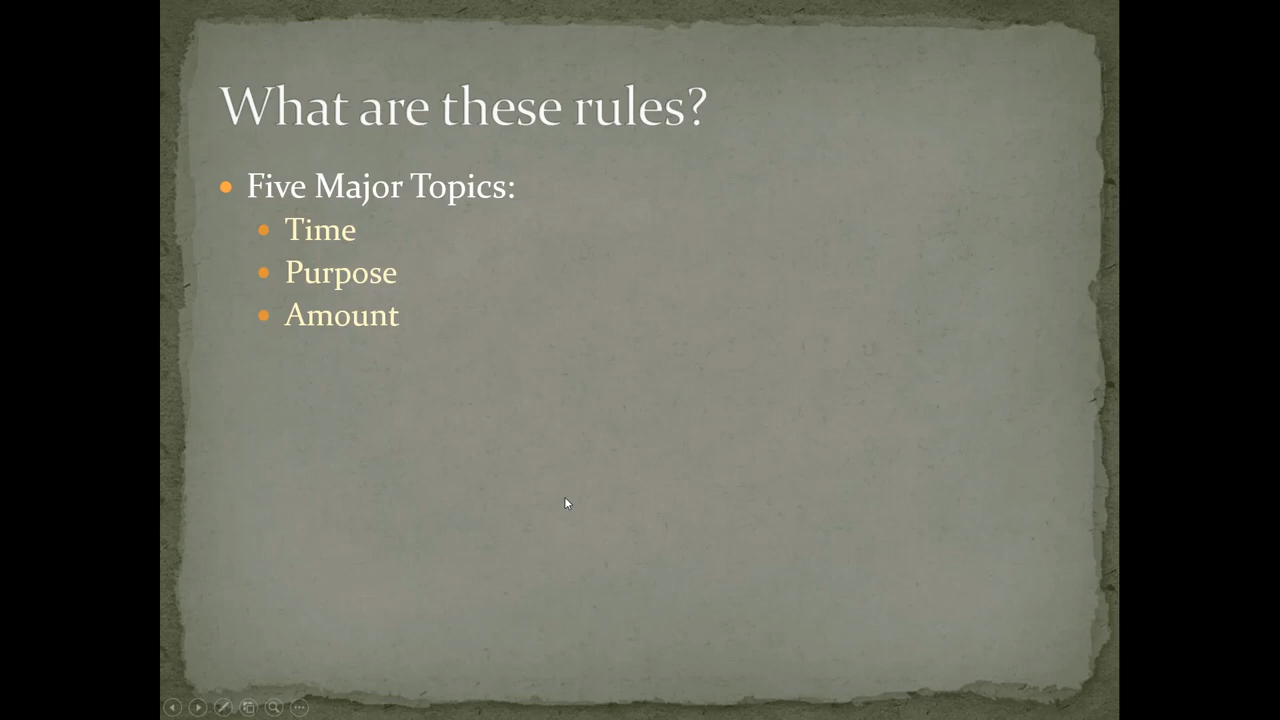 What are these rules?
Five Major Topics:
Time
Purpose
Amount